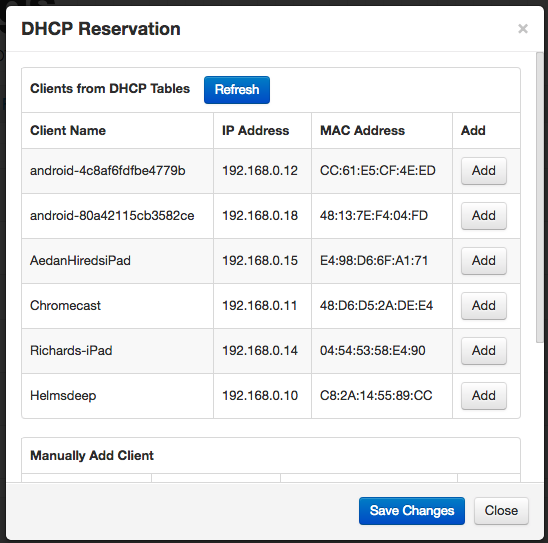 DHCP Reservation ×
Clients from DHCP Tables Refresh
Client Name IP Address MAC Address Add
android-4c8af6fdfbe4779b 192.168.0.12 CC:61:E5:CF:4E:ED Add
android-80a42115cb3582ce 192.168.0.18 48:13:7E:F4:04:FD Add
AedanHiredsiPad 192.168.0.15 E4:98:D6:6F:A1:71 Add
Chromecast 192.168.0.11 48:D6:D5:2A:DE:E4 Add
Richards-iPad 192.168.0.14 04:54:53:58:E4:90 Add
Helmsdeep 192.168.0.10 C8:2A:14:55:89:CC Add
Manually Add Client
Save Changes Close